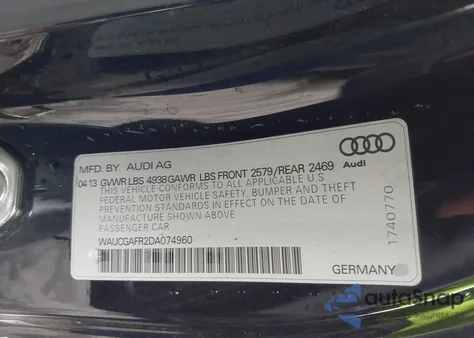 MFD. BY AUDI AG
04 13 GVWR LBS 4938 GAWR LBS FRONT 2579/REAR 2469
THIS VEHICLE CONFORMS TO ALL APPLICABLE U S
FEDERAL MOTOR VEHICLE SAFETY, BUMPER AND THEFT
PREVENTION STANDARDS IN EFFECT ON THE DATE OF
MANUFACTURE SHOWN ABOVE
PASSENGER CAR
WAUCGAFR2DA074960
Audi
1740770
GERMANY
autoSnap